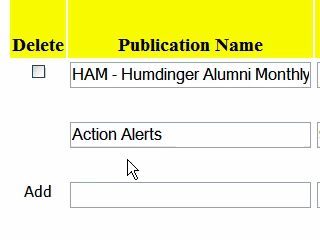 Delete Publication Name
HAM - Humdinger Alumni Monthly
Action Alerts
Add